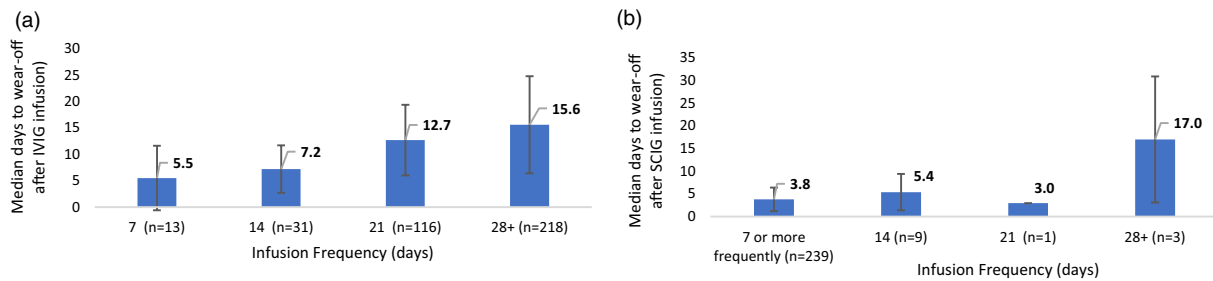 (a)
Median days to wear-off
after IVIG infusion)
30
25
20
15
10
5
0
5.5
7.2
12.7
15.6
7 (n=13)
14 (n=31)
21 (n=116)
28+ (n=218)
Infusion Frequency (days)
(b)
Median days to wear-off
after SCIG infusion)
35
30
25
20
15
10
5
0
3.8
5.4
3.0
17.0
7 or more
frequently (n=239)
14 (n=9)
21 (n=1)
28+ (n=3)
Infusion Frequency (days)